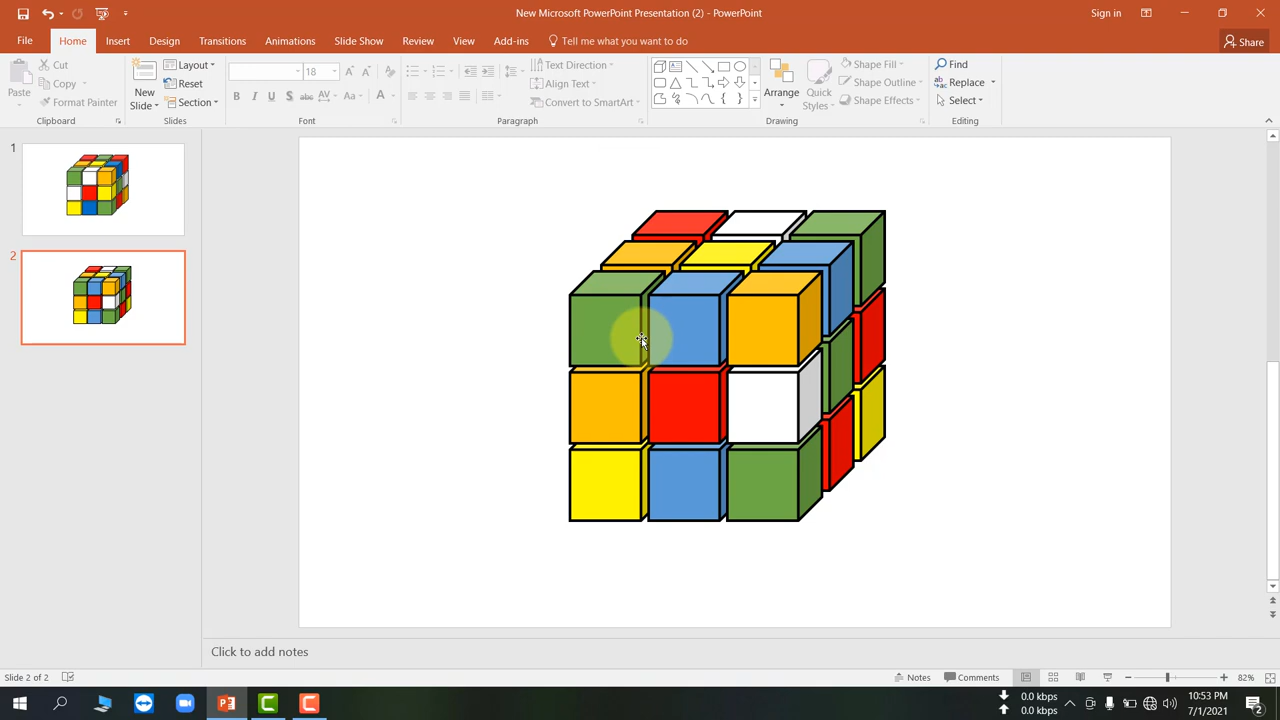 New Microsoft PowerPoint Presentation (2) - PowerPoint
Sign in
File
Home
Insert
Design
Transitions
Animations
Slide Show
Review
View
Add-ins
Tell me what you want to do
Share
Paste
Cut
Copy
Format Painter
Clipboard
New
Slide
Layout
Reset
Section
Slides
18
B I U S abc AV Aa A
Font
Text Direction
Align Text
Convert to SmartArt
Paragraph
Arrange
Quick
Styles
Shape Fill
Shape Outline
Shape Effects
Drawing
Find
Replace
Select
Editing
1
2
Click to add notes
Slide 2 of 2
Notes
Comments
82%
0.0 kbps
0.0 kbps
10:53 PM
7/1/2021
2